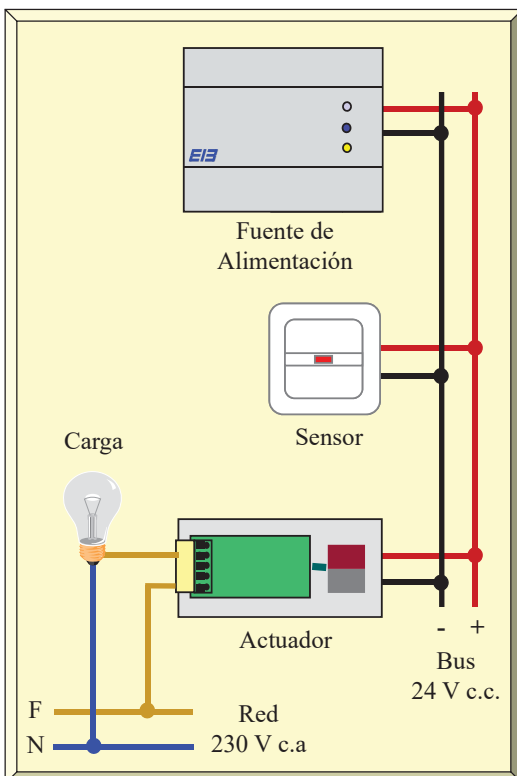 EIB
Fuente de
Alimentación
Sensor
Carga
Actuador
- +
Bus
24 V c.c.
F
Red
N
230 V c.a